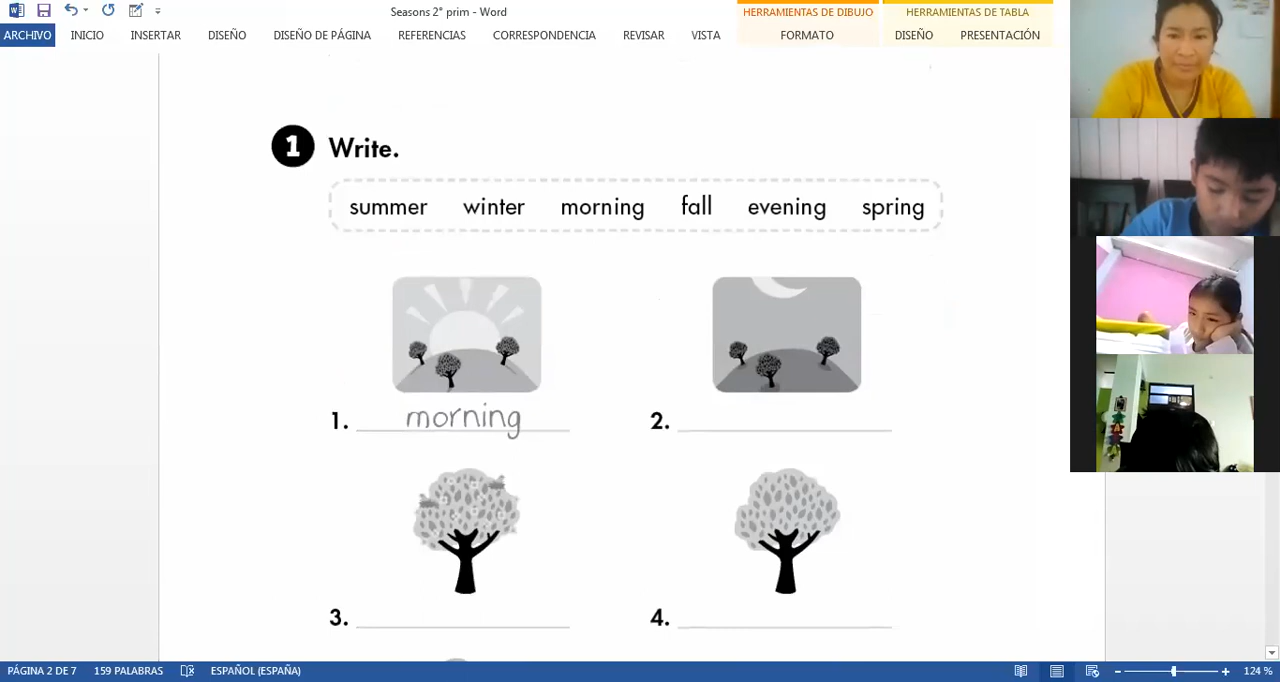 Seasons 2° prim - Word
HERRAMIENTAS DE DIBUJO HERRAMIENTAS DE TABLA
ARCHIVO INICIO INSERTAR DISEÑO DISEÑO DE PÁGINA REFERENCIAS CORRESPONDENCIA REVISAR VISTA FORMATO DISEÑO PRESENTACIÓN
1 Write.
summer winter morning fall evening spring
1. morning 2.
3. 4.
PÁGINA 2 DE 7 159 PALABRAS ESPAÑOL (ESPAÑA) 124 %